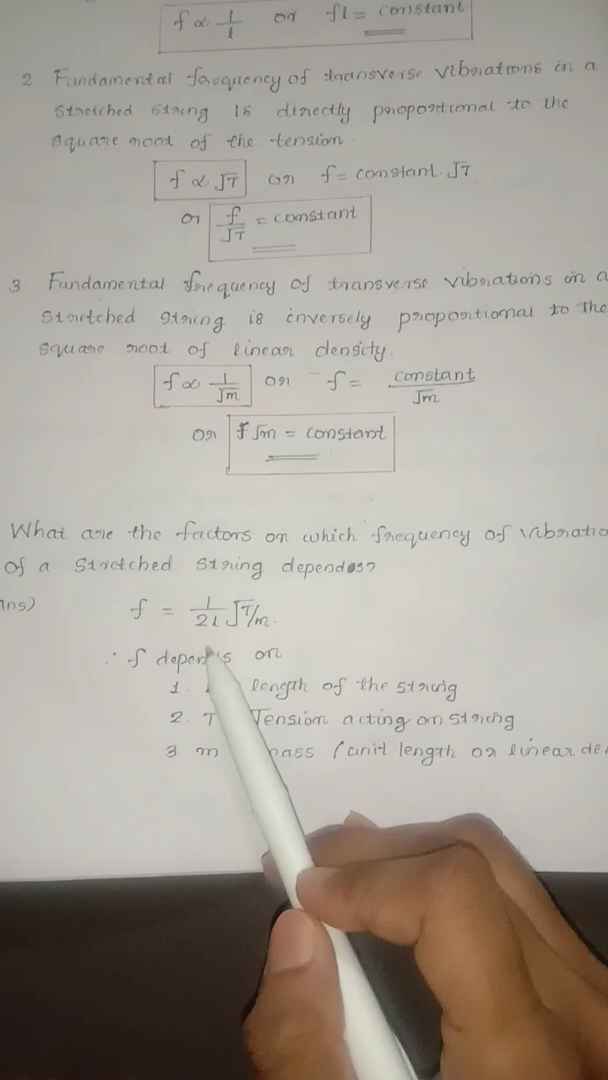 f ∝ 1/l or fl = constant
2 Fundamental frequency of transverse vibrations in a
stretched string is directly proportional to the
square root of the tension.
f ∝ √T or f = constant. √T
or f/√T = constant
3 Fundamental frequency of transverse vibrations in a
stretched string is inversely propositional to the
square root of linear density.
f ∝ 1/√m or f = constant/√m
or f√m = constant
What are the factors on which frequency of vibratio
of a stretched string depends?
Ans) f = 1/2l √T/m.
∴ f depends on
1. length of the string
2. T Tension acting on string
3 m mass (unit length or linear de